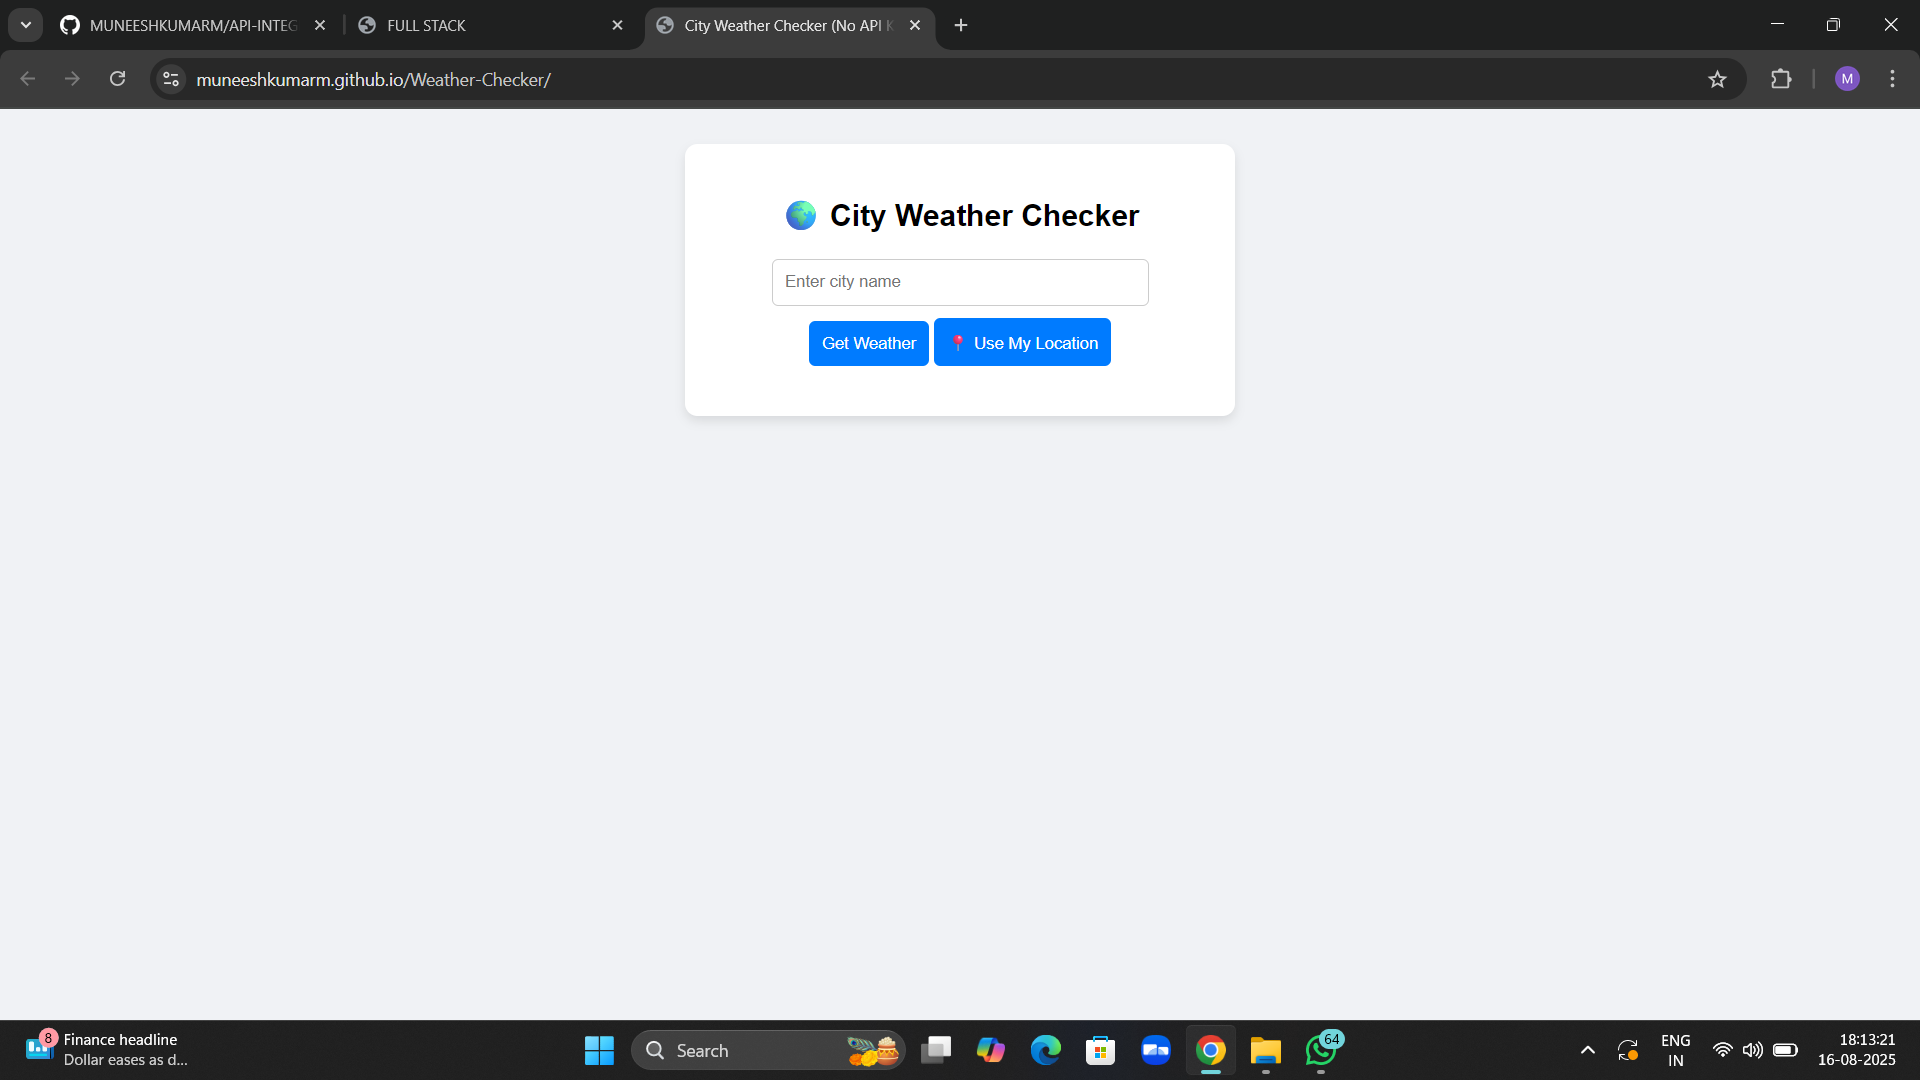 MUNEESHKUMARM/API-INTEG
FULL STACK
City Weather Checker (No API K
muneeshkumarm.github.io/Weather-Checker/
M
City Weather Checker
Enter city name
Get Weather
Use My Location
8
Finance headline
Dollar eases as d...
Search
64
ENG
IN
18:13:21
16-08-2025